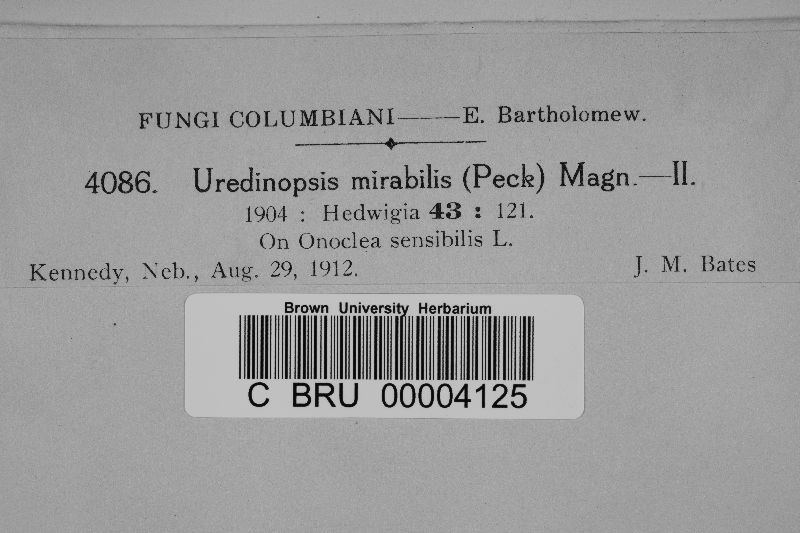 FUNGI COLUMBIANI——E. Bartholomew.
4086. Uredinopsis mirabilis (Peck) Magn.—II.
1904 : Hedwigia 43 : 121.
On Onoclea sensibilis L.
Kennedy, Neb., Aug. 29, 1912. J. M. Bates
Brown University Herbarium
C BRU 00004125